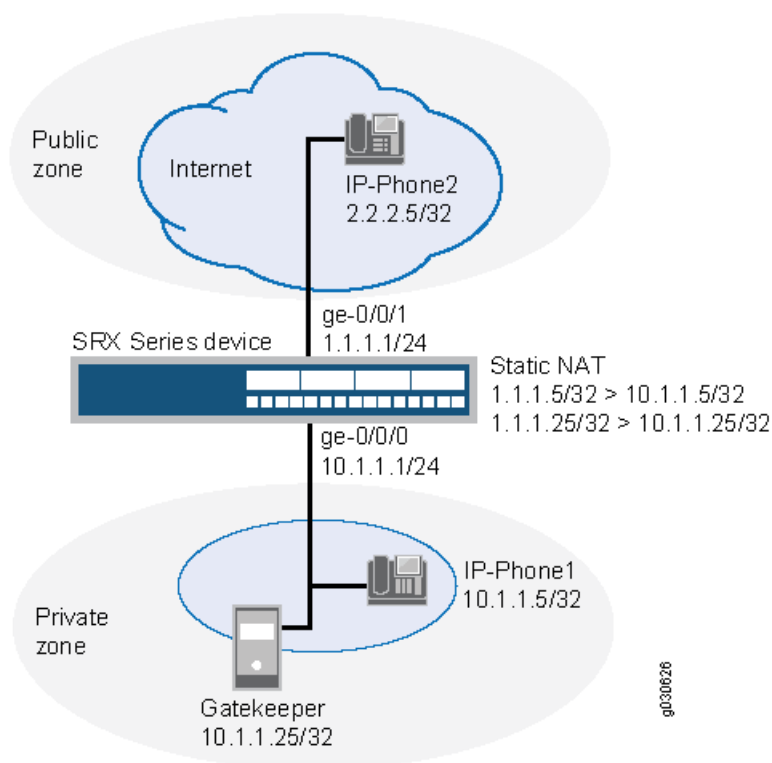 Public
zone
Internet
IP-Phone2
2.2.2.5/32
ge-0/0/1
1.1.1.1/24
SRX Series device
Static NAT
1.1.1.5/32 > 10.1.1.5/32
1.1.1.25/32 > 10.1.1.25/32
ge-0/0/0
10.1.1.1/24
IP-Phone1
10.1.1.5/32
Private
zone
Gatekeeper
10.1.1.25/32
g030626